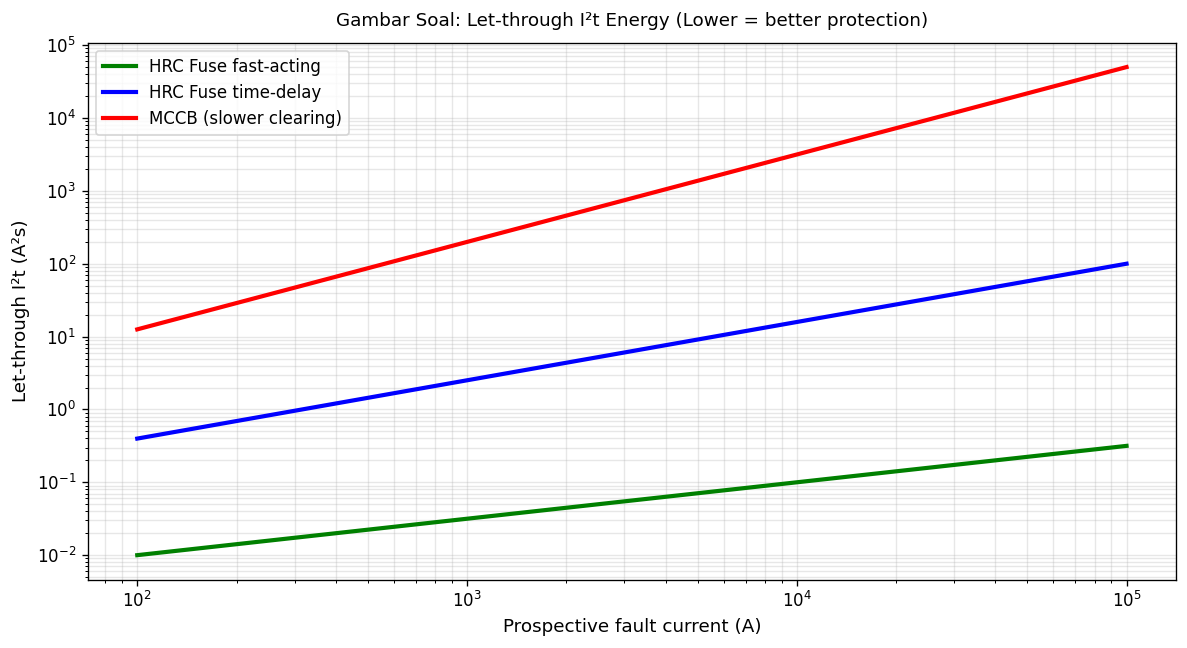 Gambar Soal: Let-through I²t Energy (Lower = better protection)
HRC Fuse fast-acting
HRC Fuse time-delay
MCCB (slower clearing)
Let-through I²t (A²s)
10⁵
10⁴
10³
10²
10¹
10⁰
10⁻¹
10⁻²
10² 10³ 10⁴ 10⁵
Prospective fault current (A)